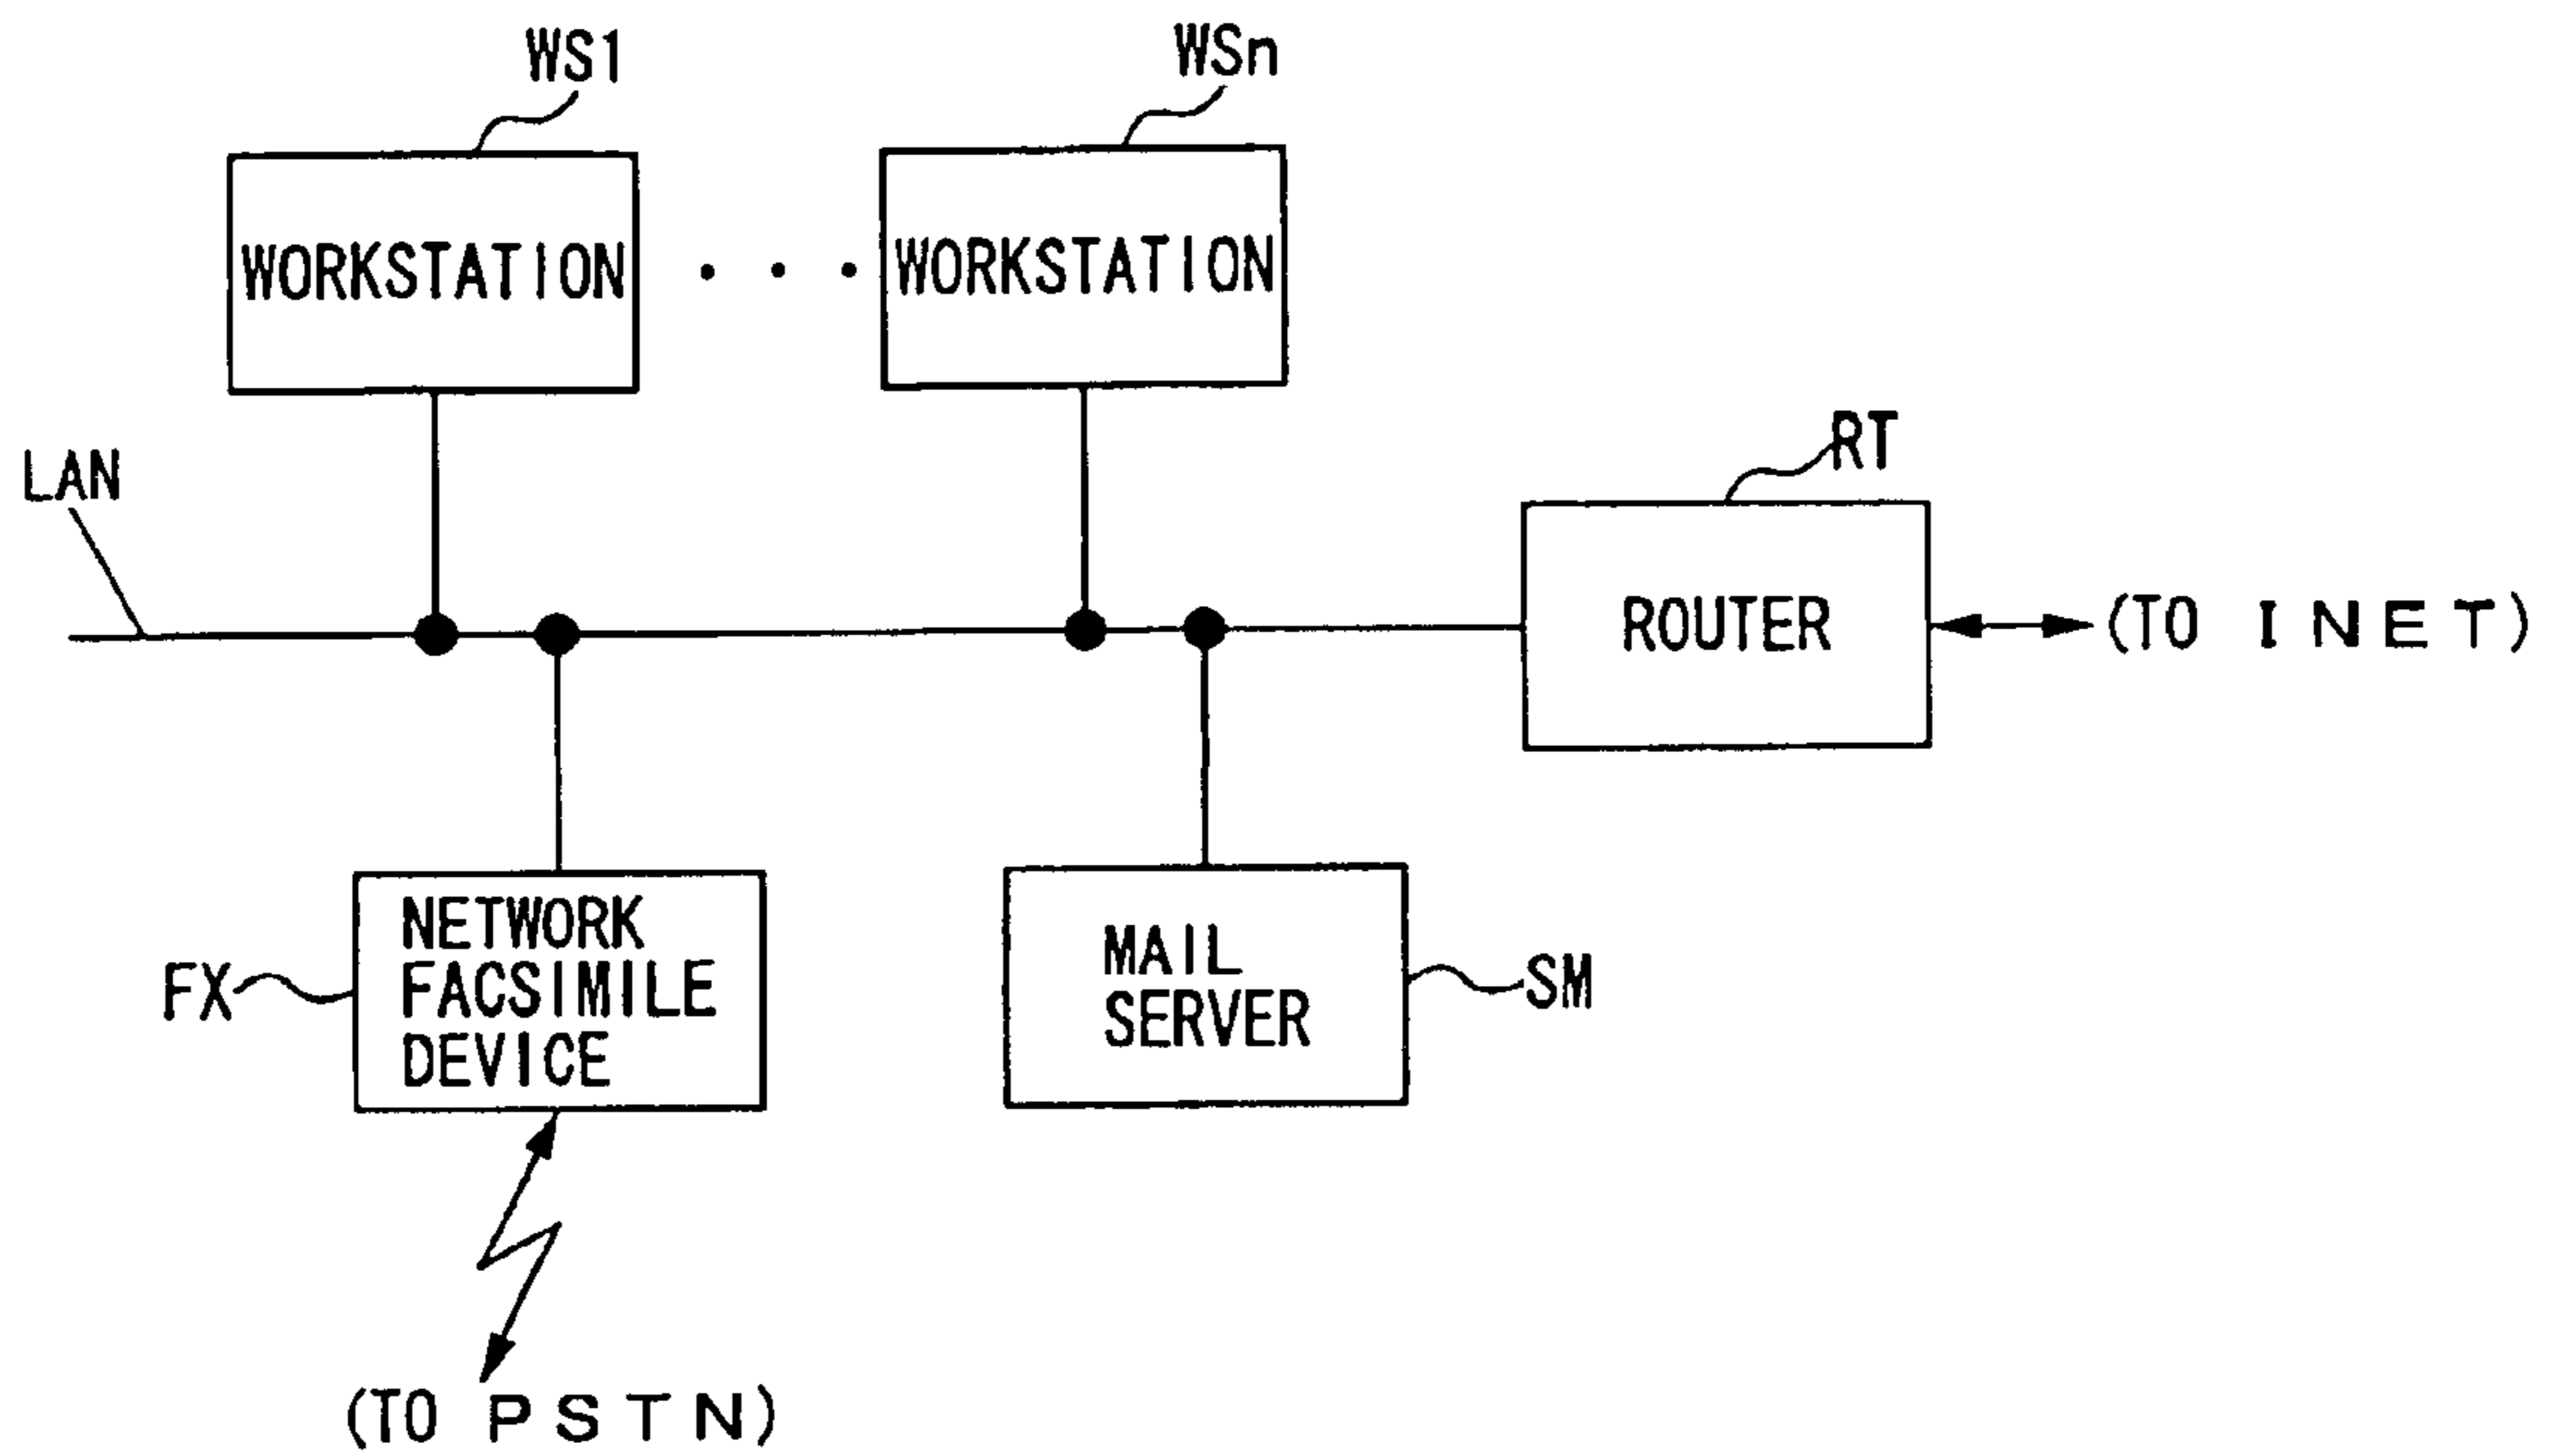 WS1
WSn
WORKSTATION
· · ·
WORKSTATION
LAN
RT
ROUTER
(TO INET)
FX
NETWORK
FACSIMILE
DEVICE
MAIL
SERVER
SM
(TO PSTN)